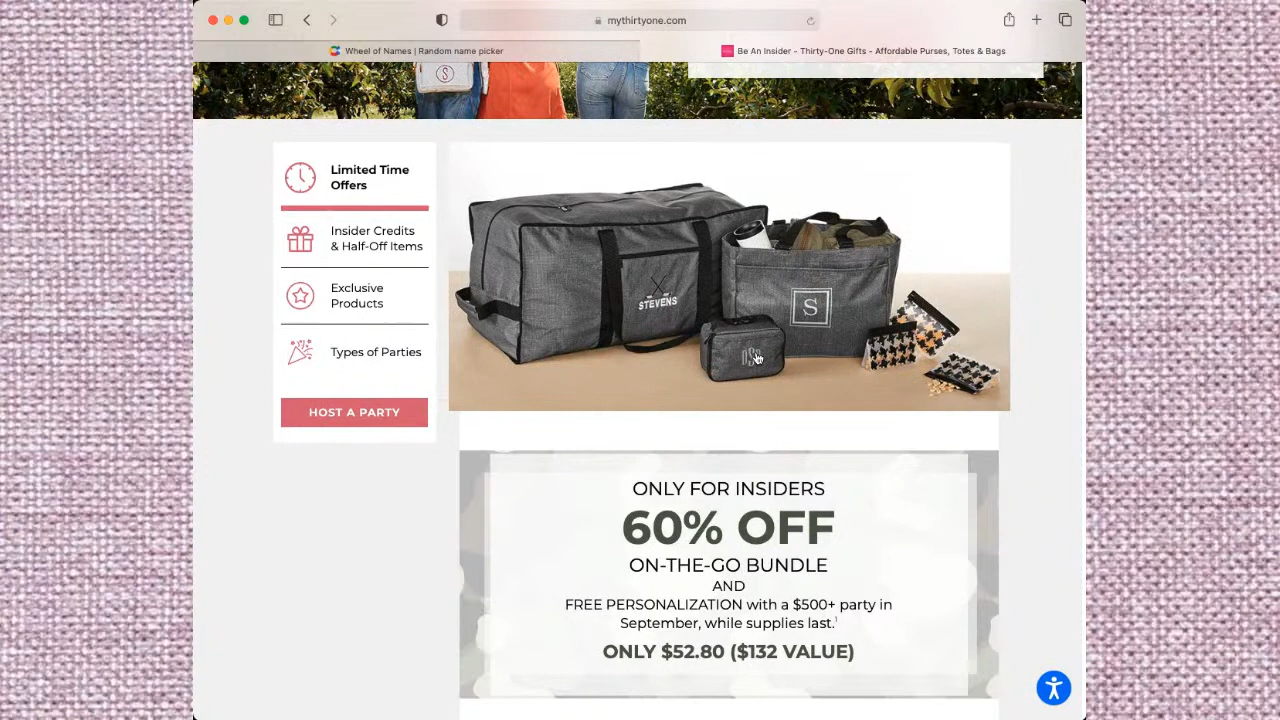 mythirtyone.com
Wheel of Names | Random name picker
Be An Insider - Thirty-One Gifts - Affordable Purses, Totes & Bags
S
Limited Time
Offers
Insider Credits
& Half-Off Items
Exclusive
Products
Types of Parties
HOST A PARTY
STEVENS
S
ONLY FOR INSIDERS
60% OFF
ON-THE-GO BUNDLE
AND
FREE PERSONALIZATION with a $500+ party in
September, while supplies last.¹
ONLY $52.80 ($132 VALUE)